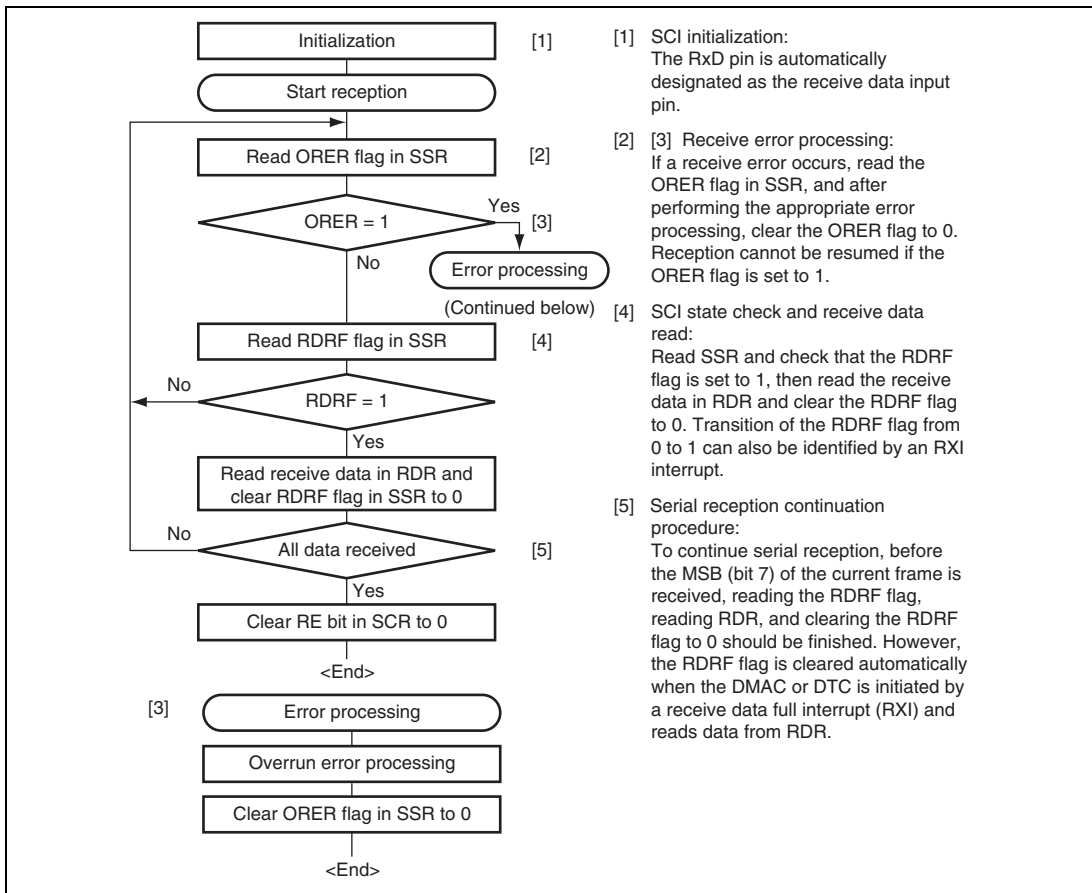 Initialization [1]
Start reception
Read ORER flag in SSR [2]
ORER = 1
Yes
[3]
No
Error processing
(Continued below)
Read RDRF flag in SSR [4]
No
RDRF = 1
Yes
Read receive data in RDR and
clear RDRF flag in SSR to 0
No
All data received [5]
Yes
Clear RE bit in SCR to 0
<End>
[3] Error processing
Overrun error processing
Clear ORER flag in SSR to 0
<End>
[1] SCI initialization:
The RxD pin is automatically
designated as the receive data input
pin.
[2] [3] Receive error processing:
If a receive error occurs, read the
ORER flag in SSR, and after
performing the appropriate error
processing, clear the ORER flag to 0.
Reception cannot be resumed if the
ORER flag is set to 1.
[4] SCI state check and receive data
read:
Read SSR and check that the RDRF
flag is set to 1, then read the receive
data in RDR and clear the RDRF flag
to 0. Transition of the RDRF flag from
0 to 1 can also be identified by an RXI
interrupt.
[5] Serial reception continuation
procedure:
To continue serial reception, before
the MSB (bit 7) of the current frame is
received, reading the RDRF flag,
reading RDR, and clearing the RDRF
flag to 0 should be finished. However,
the RDRF flag is cleared automatically
when the DMAC or DTC is initiated by
a receive data full interrupt (RXI) and
reads data from RDR.